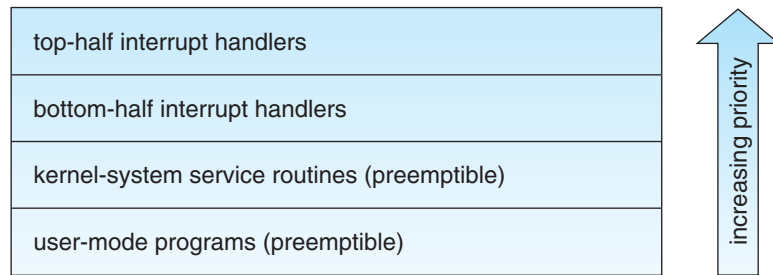 top-half interrupt handlers
bottom-half interrupt handlers
kernel-system service routines (preemptible)
user-mode programs (preemptible)
increasing priority